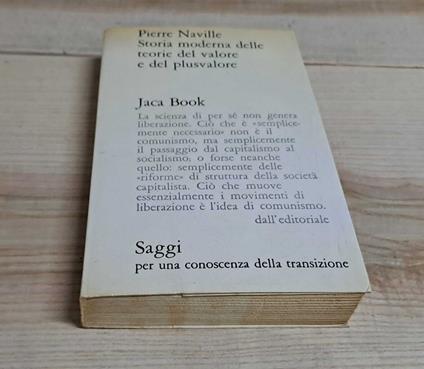 Pierre Naville
Storia moderna delle
teorie del valore
e del plusvalore
Jaca Book
La scienza di per sé non genera
liberazione. Ciò che è «semplice-
mente necessario» non è il
comunismo, ma semplicemente
il passaggio dal capitalismo al
socialismo; o forse neanche
quello: semplicemente delle
«riforme» di struttura della società
capitalista. Ciò che muove
essenzialmente i movimenti di
liberazione è l'idea di comunismo.
dall'editoriale
Saggi
per una conoscenza della transizione